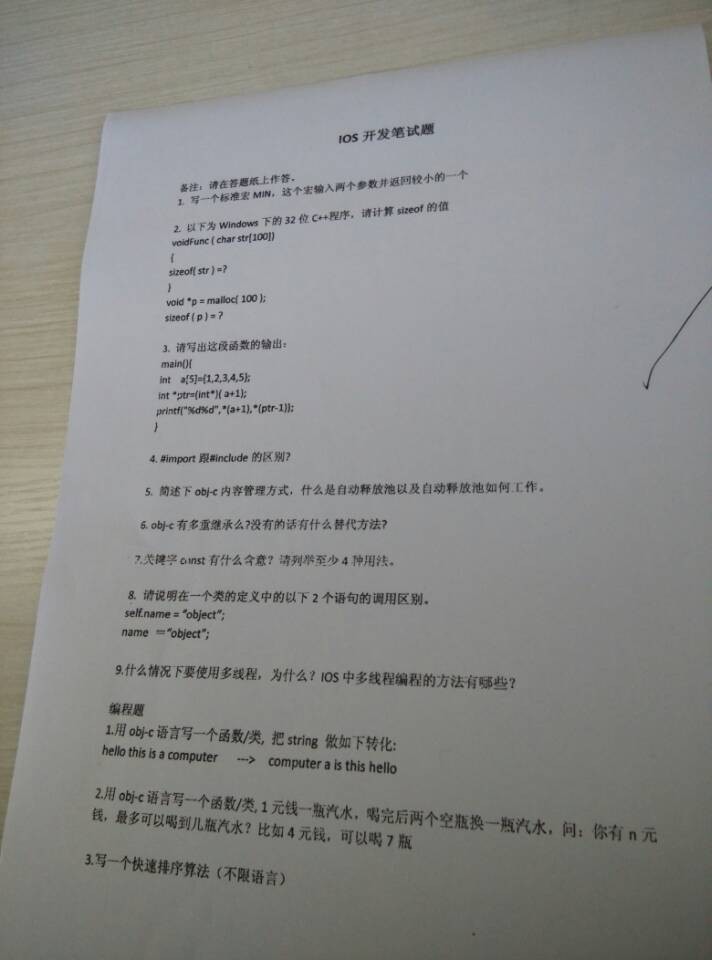 IOS 开发笔试题
备注：请在答题纸上作答。
1. 写一个标准宏 MIN，这个宏输入两个参数并返回较小的一个
2. 以下为 Windows 下的 32 位 C++程序，请计算 sizeof 的值
voidFunc ( char str[100])
{
sizeof( str ) =?
}
void *p = malloc( 100 );
sizeof ( p ) = ?
3. 请写出这段函数的输出：
main(){
int a[5]={1,2,3,4,5};
int *ptr=(int*)( a+1);
printf("%d%d",*(a+1),*(ptr-1));
}
4. #import 跟#include 的区别?
5. 简述下 obj-c 内容管理方式，什么是自动释放池以及自动释放池如何工作。
6. obj-c 有多重继承么?没有的话有什么替代方法?
7.关键字 const 有什么含意？请列举至少 4 种用法。
8. 请说明在一个类的定义中的以下 2 个语句的调用区别。
self.name = "object";
name ="object";
9.什么情况下要使用多线程，为什么？IOS 中多线程编程的方法有哪些？
编程题
1.用 obj-c 语言写一个函数/类, 把 string 做如下转化:
hello this is a computer ---> computer a is this hello
2.用 obj-c 语言写一个函数/类, 1 元钱一瓶汽水，喝完后两个空瓶换一瓶汽水，问：你有 n 元
钱，最多可以喝到几瓶汽水？比如 4 元钱，可以喝 7 瓶
3.写一个快速排序算法（不限语言）